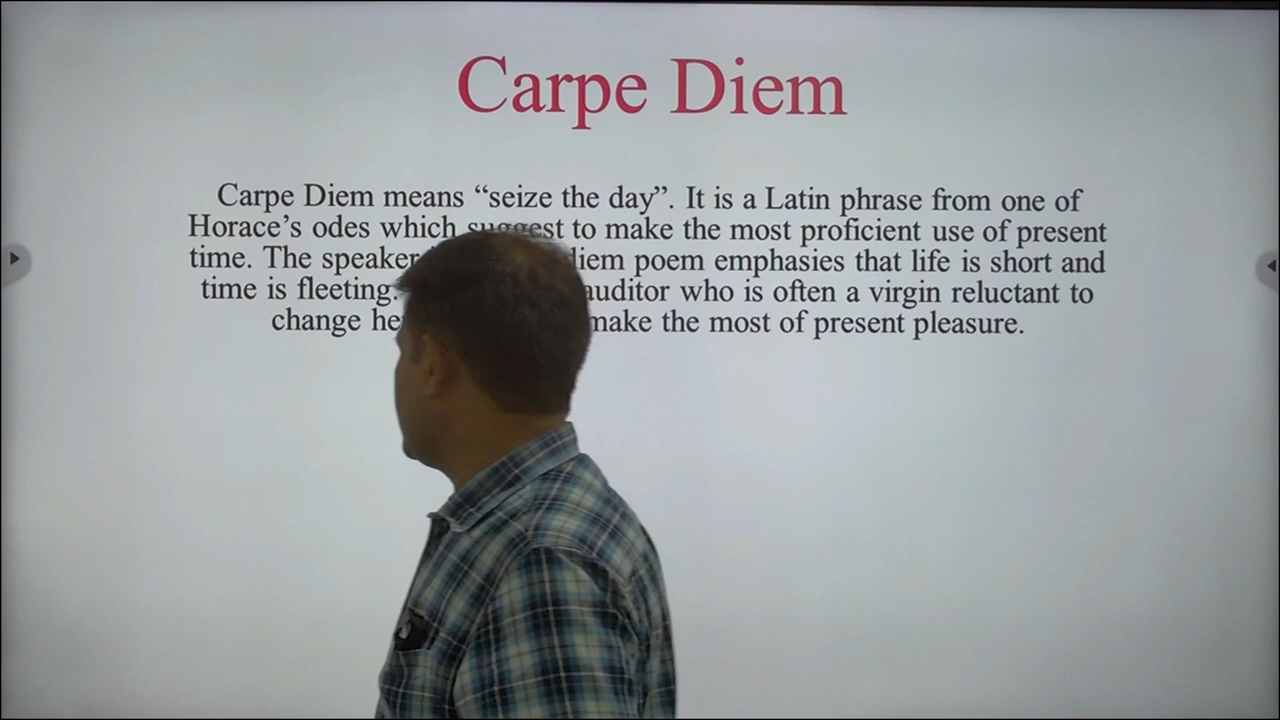 Carpe Diem
Carpe Diem means “seize the day”. It is a Latin phrase from one of
Horace’s odes which suggest to make the most proficient use of present
time. The speaker diem poem emphasies that life is short and
time is fleeting. auditor who is often a virgin reluctant to
change make the most of present pleasure.